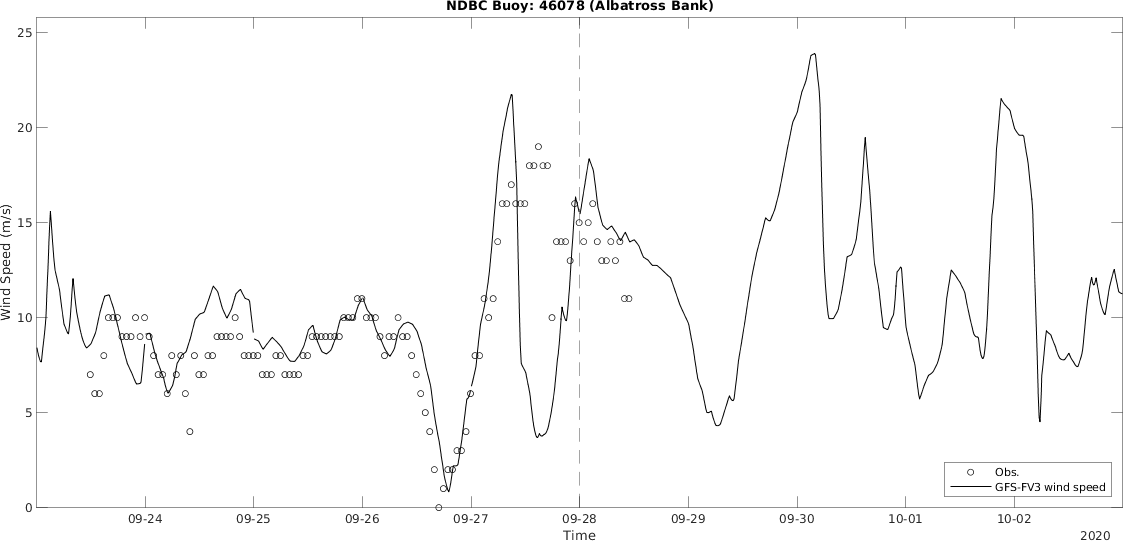 NDBC Buoy: 46078 (Albatross Bank)
25
20
15
10
5
0
Wind Speed (m/s)
09-24 09-25 09-26 09-27 09-28 09-29 09-30 10-01 10-02
Time
2020
Obs.
GFS-FV3 wind speed